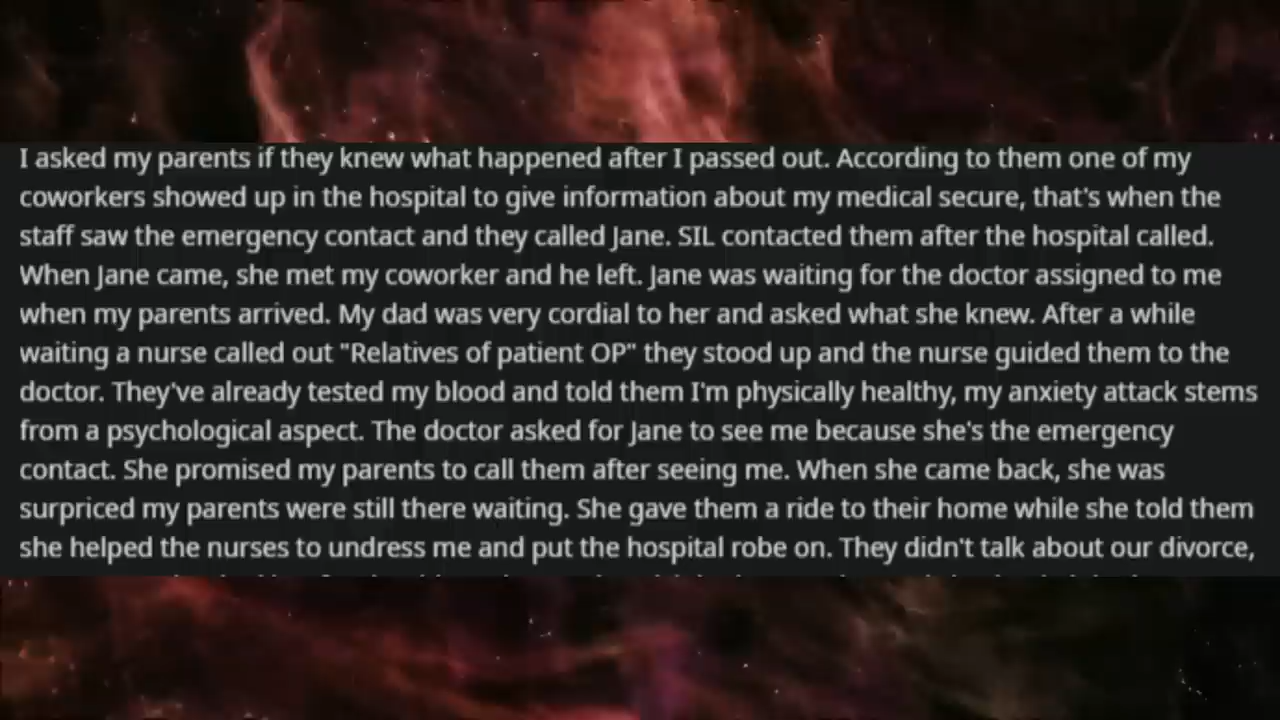 I asked my parents if they knew what happened after I passed out. According to them one of my
coworkers showed up in the hospital to give information about my medical secure, that's when the
staff saw the emergency contact and they called Jane. SIL contacted them after the hospital called.
When Jane came, she met my coworker and he left. Jane was waiting for the doctor assigned to me
when my parents arrived. My dad was very cordial to her and asked what she knew. After a while
waiting a nurse called out "Relatives of patient OP" they stood up and the nurse guided them to the
doctor. They've already tested my blood and told them I'm physically healthy, my anxiety attack stems
from a psychological aspect. The doctor asked for Jane to see me because she's the emergency
contact. She promised my parents to call them after seeing me. When she came back, she was
surpriced my parents were still there waiting. She gave them a ride to their home while she told them
she helped the nurses to undress me and put the hospital robe on. They didn't talk about our divorce,